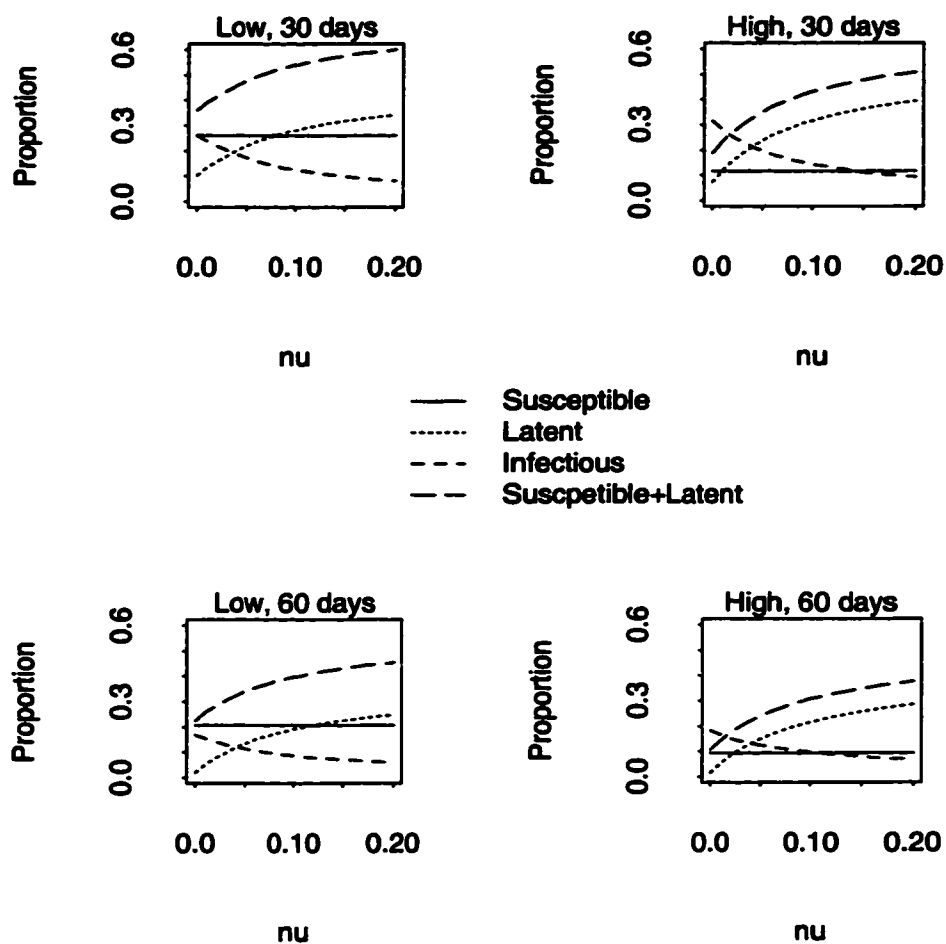 Low, 30 days
Proportion
0.0 0.3 0.6
0.0 0.10 0.20
nu
High, 30 days
Proportion
0.0 0.3 0.6
0.0 0.10 0.20
nu
Susceptible
Latent
Infectious
Suscpetible+Latent
Low, 60 days
Proportion
0.0 0.3 0.6
0.0 0.10 0.20
nu
High, 60 days
Proportion
0.0 0.3 0.6
0.0 0.10 0.20
nu